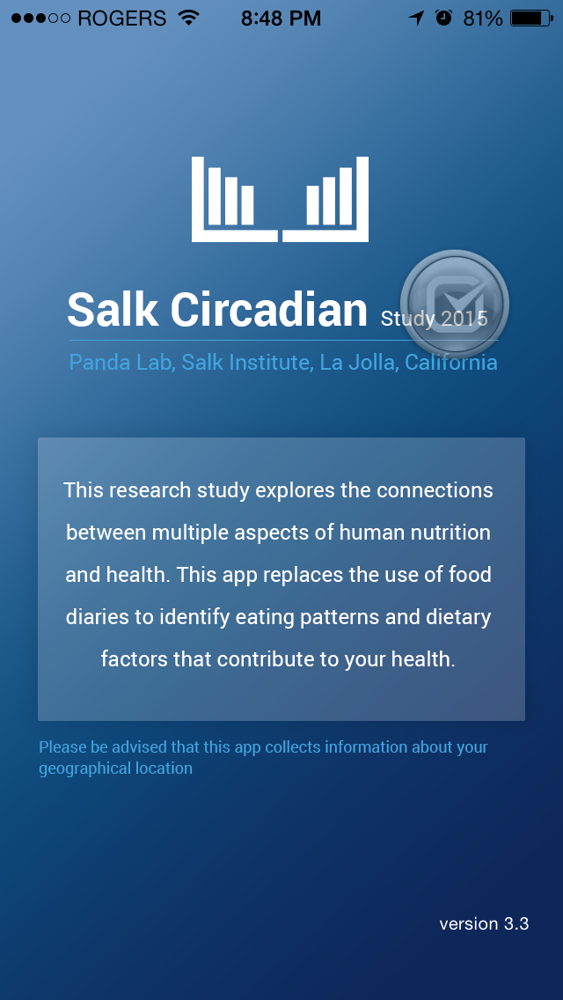 ROGERS 8:48 PM 81%
Salk Circadian Study 2015
Panda Lab, Salk Institute, La Jolla, California
This research study explores the connections
between multiple aspects of human nutrition
and health. This app replaces the use of food
diaries to identify eating patterns and dietary
factors that contribute to your health.
Please be advised that this app collects information about your
geographical location
version 3.3